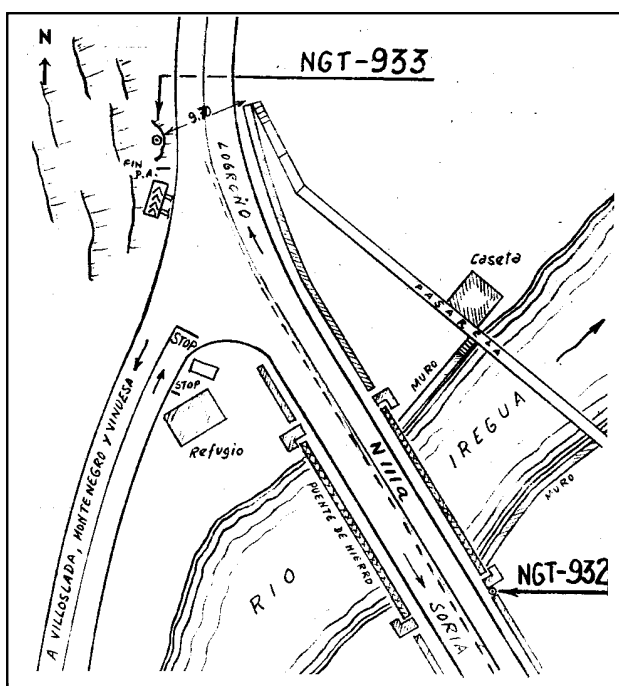 N
NGT-933
9.70
FIN
P.A.
LOGROÑO
Caseta
PASARELA
STOP
STOP
MURO
IREGUA
A VILLOSLADA, MONTENEGRO Y VINUESA
Refugio
N 111a
MURO
PUENTE DE HIERRO
NGT-932
RIO
SORIA